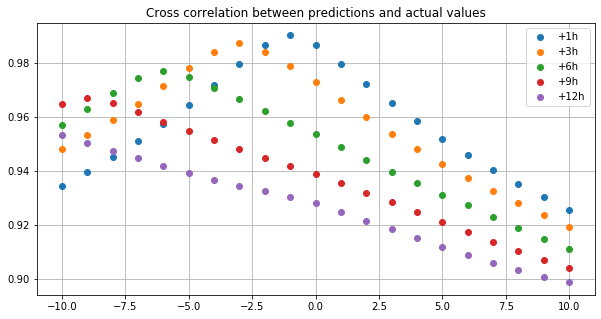 Cross correlation between predictions and actual values
+1h
+3h
+6h
+9h
+12h
0.98
0.96
0.94
0.92
0.90
−10.0 −7.5 −5.0 −2.5 0.0 2.5 5.0 7.5 10.0